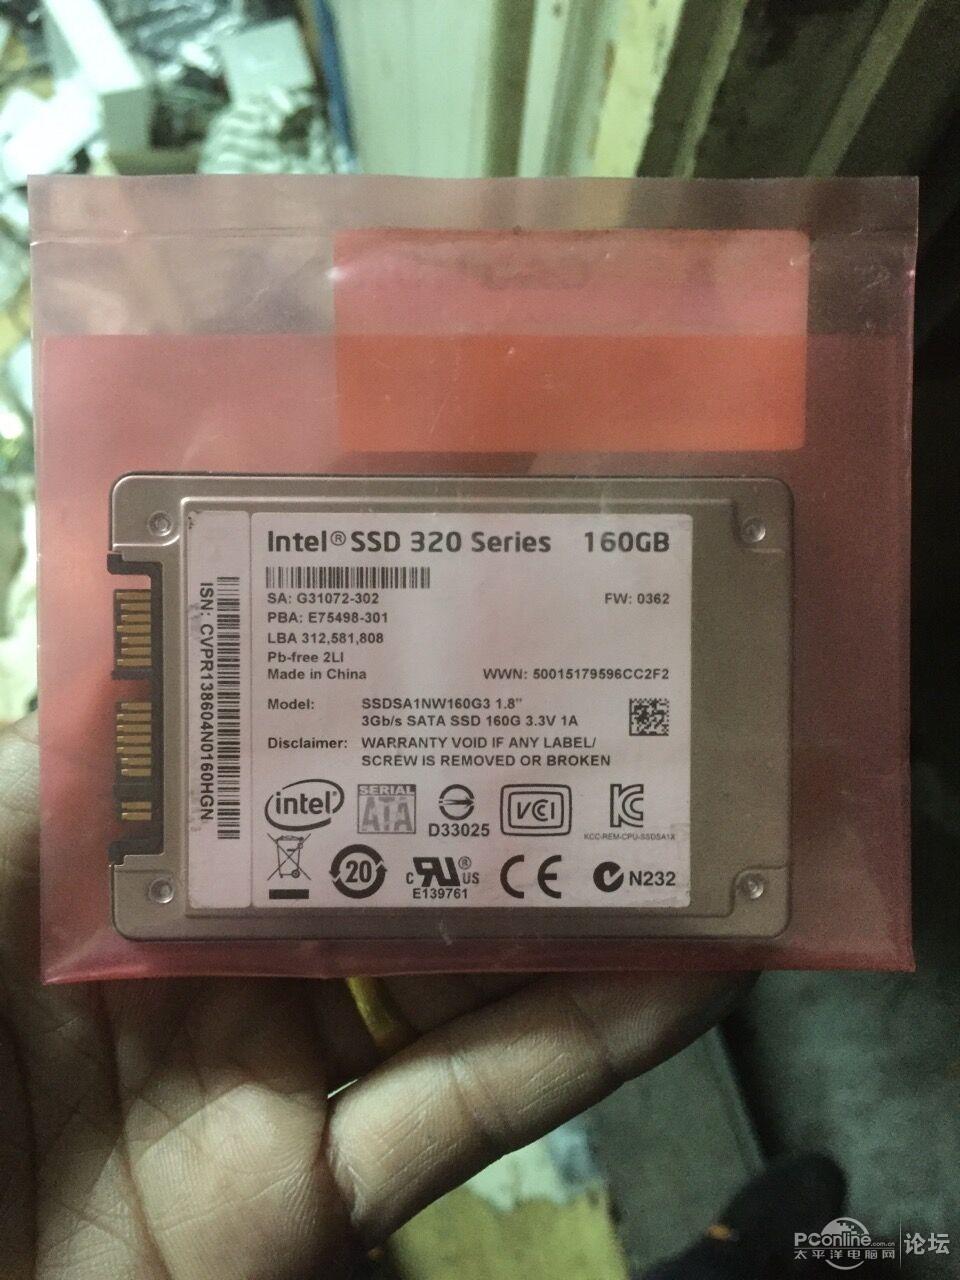 Intel® SSD 320 Series 160GB
SA: G31072-302 FW: 0362
PBA: E75498-301
LBA 312,581,808
Pb-free 2LI
Made in China WWN: 50015179596CC2F2
Model: SSDSA1NW160G3 1.8"
3Gb/s SATA SSD 160G 3.3V 1A
Disclaimer: WARRANTY VOID IF ANY LABEL/
SCREW IS REMOVED OR BROKEN
ISN: CVPR138604N0160HGN
intel®
SERIAL
ATA
D33025
VCI
KCC-REM-CPU-SSDSA1X
20
c UR US ®
E139761
CE
N232
PConline.com.cn
太平洋电脑网 论坛